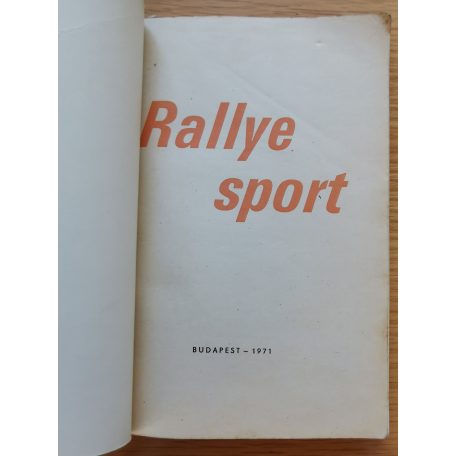 Rallye
sport
BUDAPEST – 1971